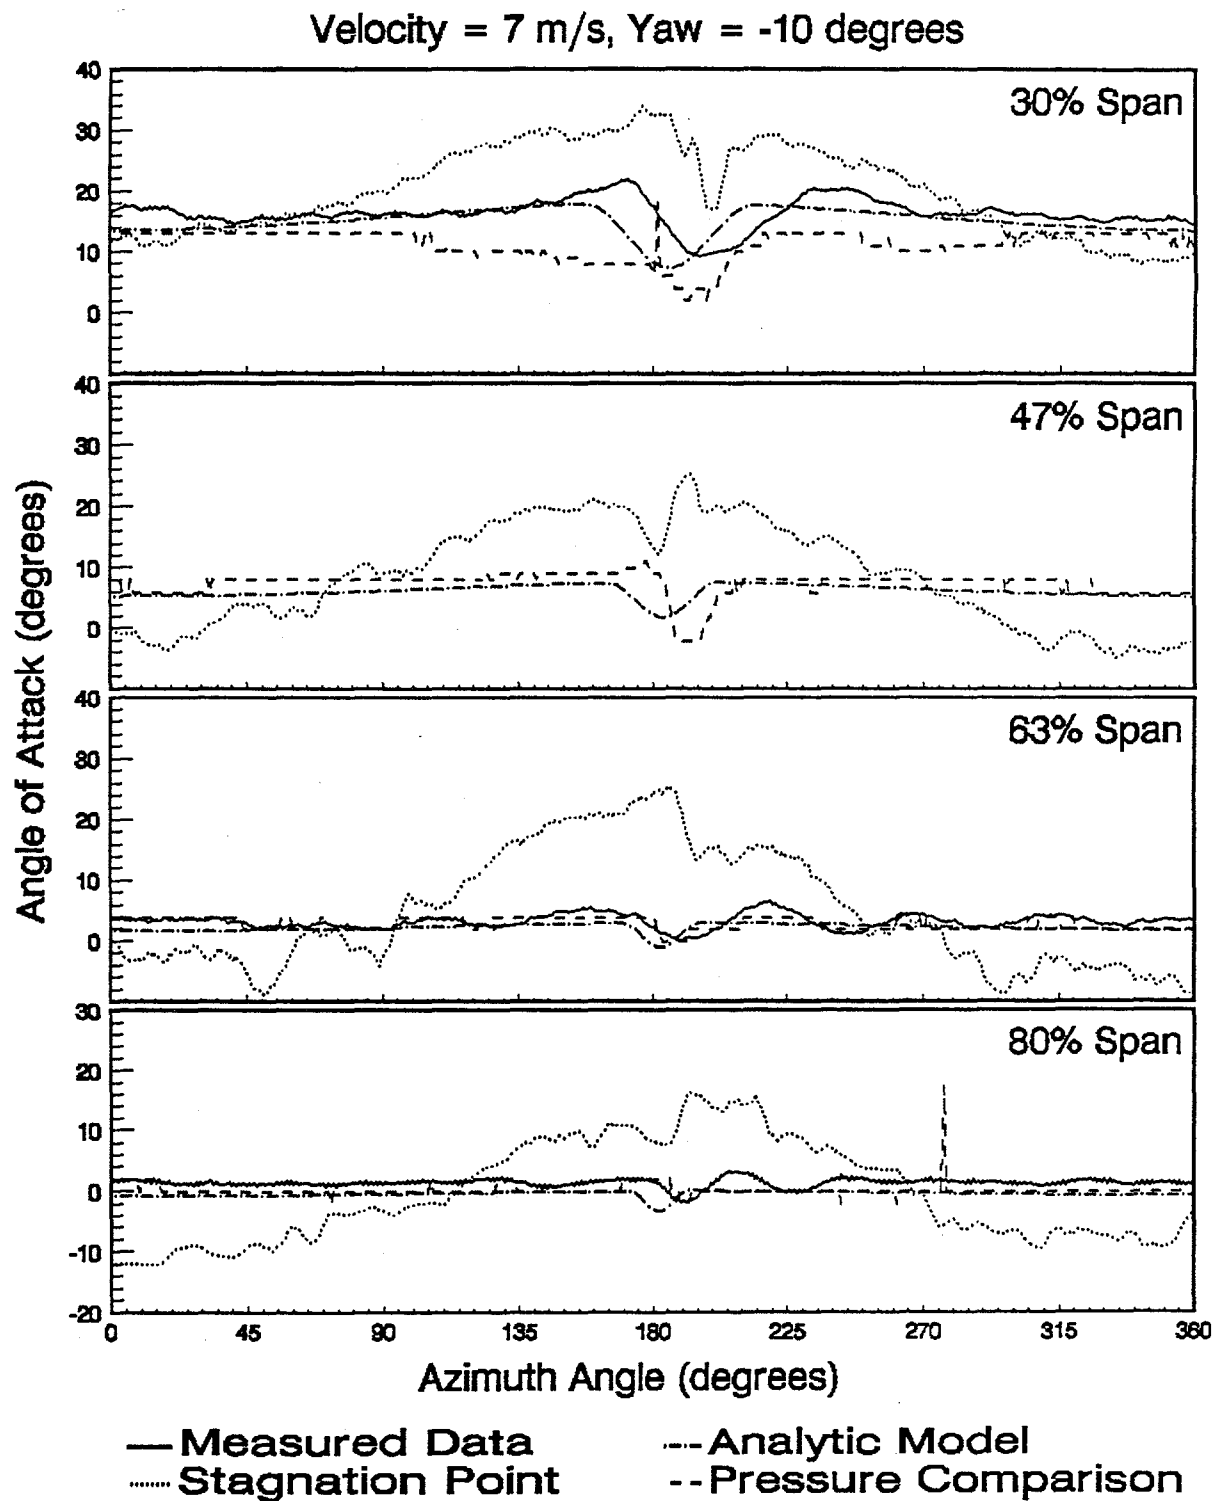 Velocity = 7 m/s, Yaw = -10 degrees
40
30% Span
30
20
10
0
40
47% Span
30
20
10
0
40
63% Span
30
20
10
0
30
80% Span
20
10
0
-10
-20
0 45 90 135 180 225 270 315 360
Angle of Attack (degrees)
Azimuth Angle (degrees)
Measured Data Analytic Model
Stagnation Point Pressure Comparison